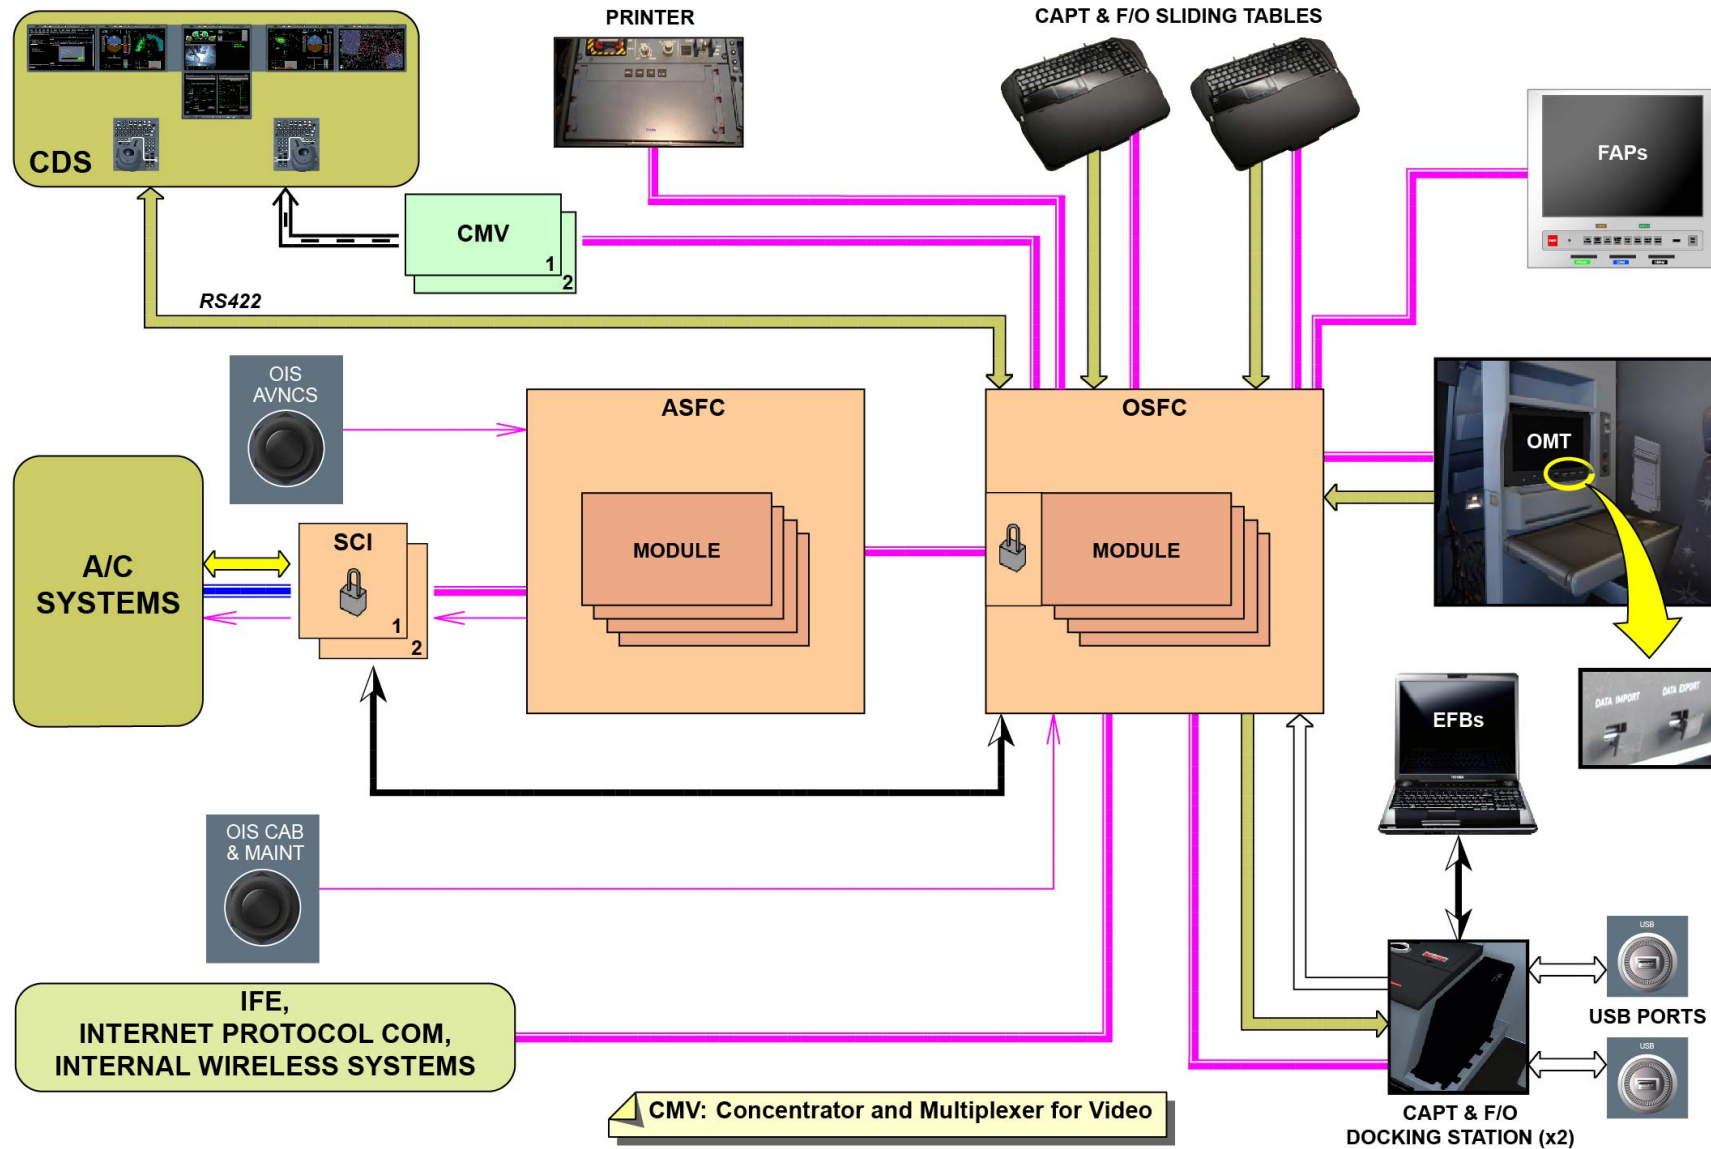 PRINTER
CAPT & F/O SLIDING TABLES
CDS
FAPs
CMV
1
2
RS422
OIS
AVNCS
ASFC
OSFC
OMT
SCI
1
2
MODULE
MODULE
A/C
SYSTEMS
DATA IMPORT
DATA EXPORT
EFBs
OIS CAB
& MAINT
USB
USB PORTS
USB
IFE,
INTERNET PROTOCOL COM,
INTERNAL WIRELESS SYSTEMS
CMV: Concentrator and Multiplexer for Video
CAPT & F/O
DOCKING STATION (x2)